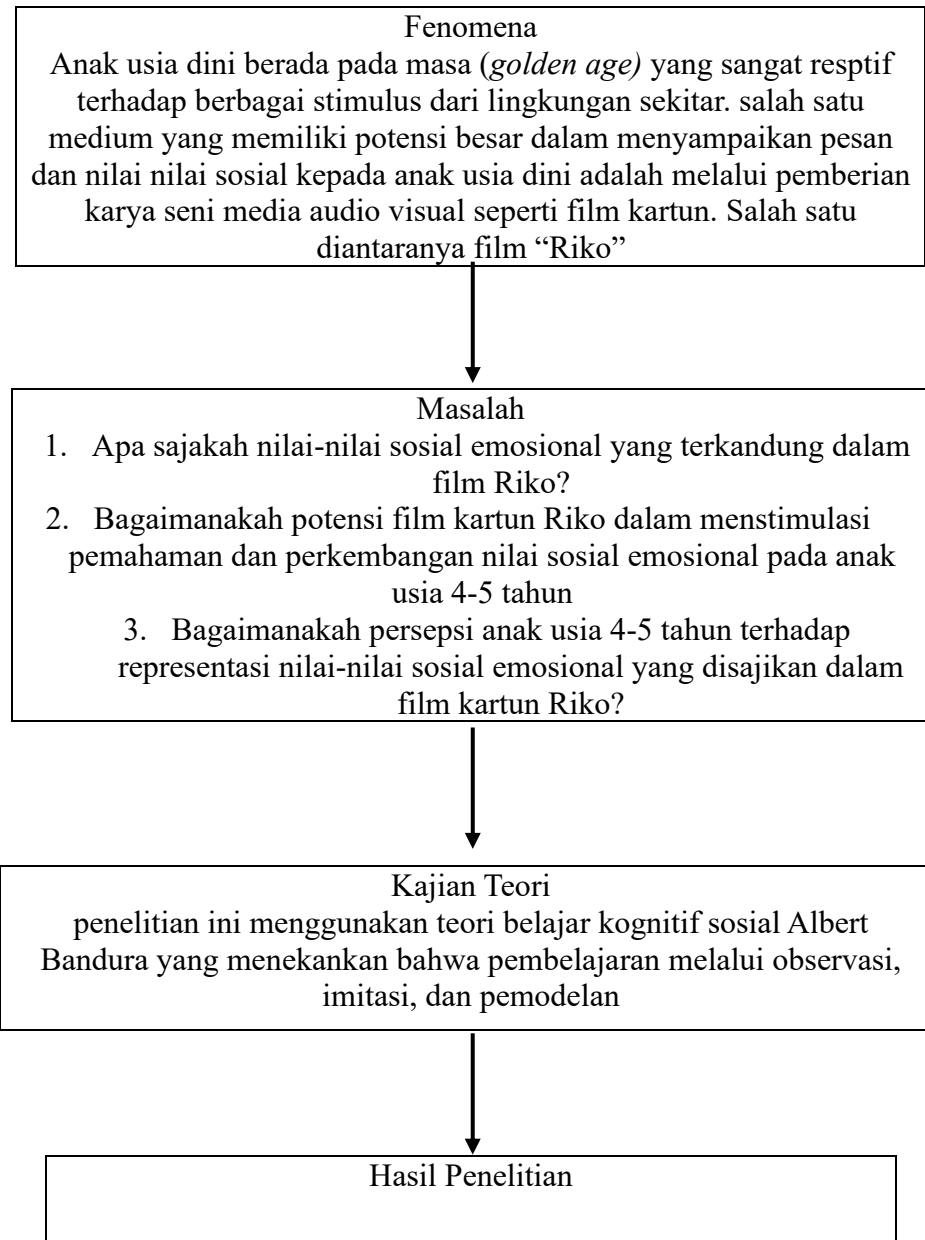 Fenomena
Anak usia dini berada pada masa (golden age) yang sangat resptif
terhadap berbagai stimulus dari lingkungan sekitar. salah satu
medium yang memiliki potensi besar dalam menyampaikan pesan
dan nilai nilai sosial kepada anak usia dini adalah melalui pemberian
karya seni media audio visual seperti film kartun. Salah satu
diantaranya film “Riko”
Masalah
1. Apa sajakah nilai-nilai sosial emosional yang terkandung dalam
film Riko?
2. Bagaimanakah potensi film kartun Riko dalam menstimulasi
pemahaman dan perkembangan nilai sosial emosional pada anak
usia 4-5 tahun
3. Bagaimanakah persepsi anak usia 4-5 tahun terhadap
representasi nilai-nilai sosial emosional yang disajikan dalam
film kartun Riko?
Kajian Teori
penelitian ini menggunakan teori belajar kognitif sosial Albert
Bandura yang menekankan bahwa pembelajaran melalui observasi,
imitasi, dan pemodelan
Hasil Penelitian